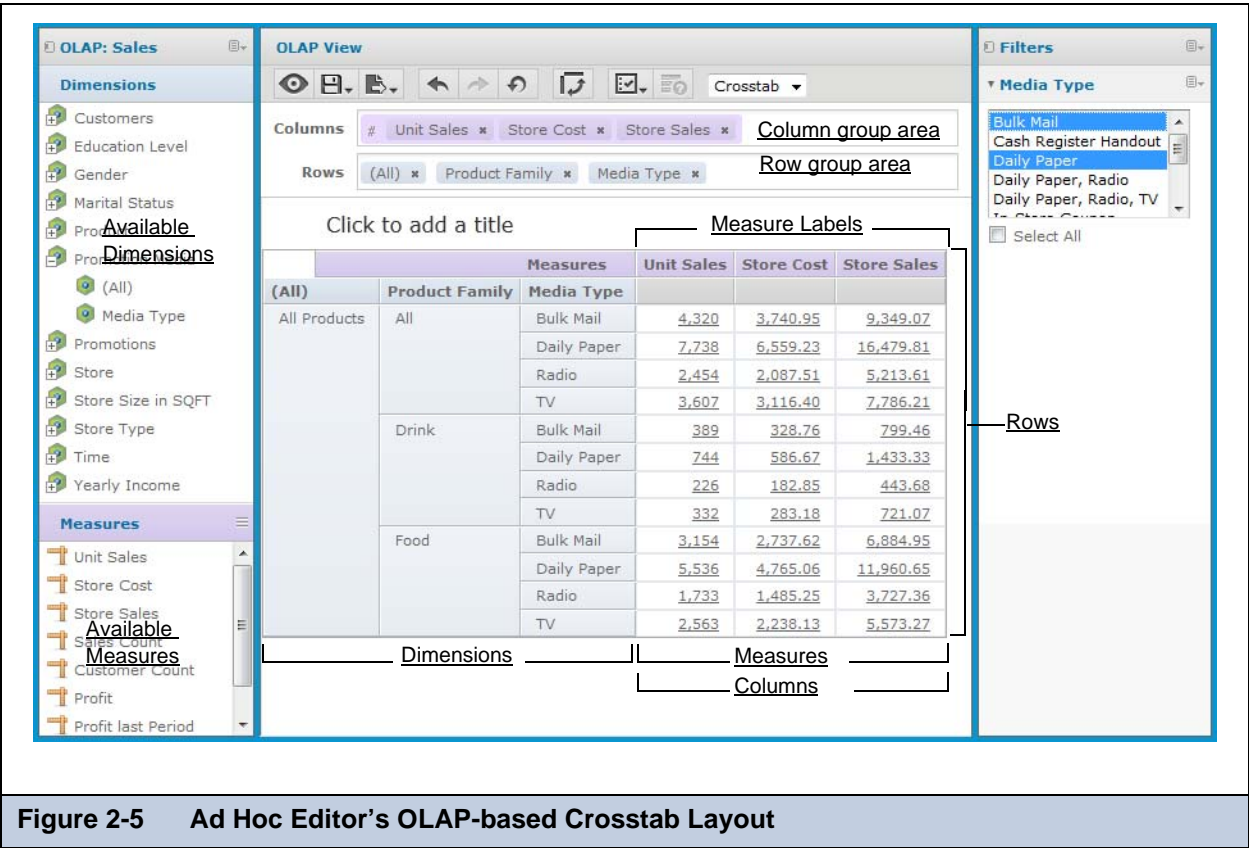 OLAP: Sales
Dimensions
Customers
Education Level
Gender
Marital Status
Product
Available
Dimensions
Promotion Media
(All)
Media Type
Promotions
Store
Store Size in SQFT
Store Type
Time
Yearly Income
Measures
Unit Sales
Store Cost
Store Sales
Available
Sales Count
Measures
Customer Count
Profit
Profit last Period
OLAP View
Crosstab
Columns # Unit Sales × Store Cost × Store Sales × Column group area
Rows (All) × Product Family × Media Type × Row group area
Click to add a title
Measure Labels
Measures Unit Sales Store Cost Store Sales
(All) Product Family Media Type
All Products All Bulk Mail 4,320 3,740.95 9,349.07
Daily Paper 7,738 6,559.23 16,479.81
Radio 2,454 2,087.51 5,213.61
TV 3,607 3,116.40 7,786.21
Drink Bulk Mail 389 328.76 799.46
Daily Paper 744 586.67 1,433.33
Radio 226 182.85 443.68
TV 332 283.18 721.07
Food Bulk Mail 3,154 2,737.62 6,884.95
Daily Paper 5,536 4,765.06 11,960.65
Radio 1,733 1,485.25 3,727.36
TV 2,563 2,238.13 5,573.27
Dimensions
Measures
Columns
Rows
Filters
Media Type
Bulk Mail
Cash Register Handout
Daily Paper
Daily Paper, Radio
Daily Paper, Radio, TV
In-Store Coupon
Select All
Figure 2-5 Ad Hoc Editor's OLAP-based Crosstab Layout